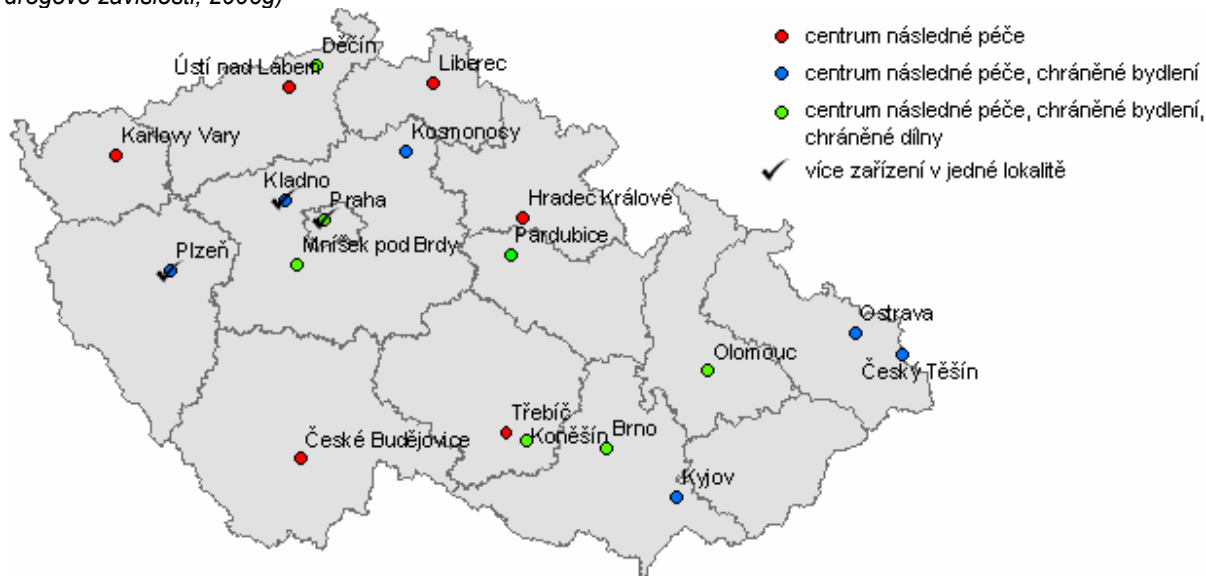 drogově závislosti, 2006g)
Děčín
Ústí nad Labem
Liberec
Karlovy Vary
Kosmonosy
Kladno
Praha
Hradec Králové
Mníšek pod Brdy
Pardubice
Plzeň
Ostrava
Olomouc
Český Těšín
Třebíč
Koněšín
Brno
České Budějovice
Kyjov
centrum následné péče
centrum následné péče, chráněné bydlení
centrum následné péče, chráněné bydlení,
chráněné dílny
více zařízení v jedné lokalitě